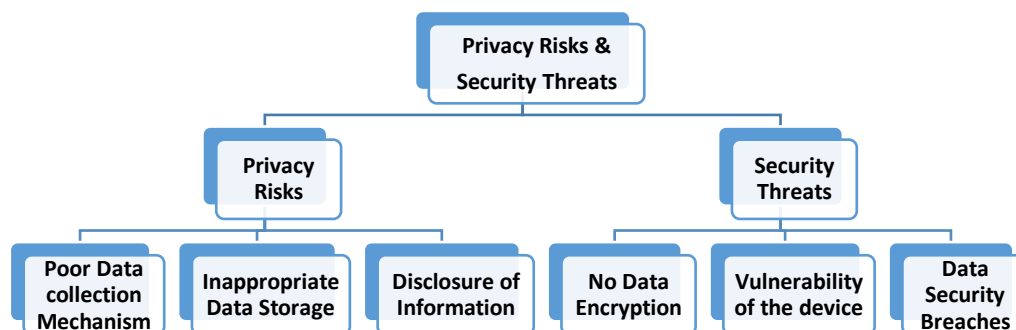 Privacy Risks &
Security Threats
Privacy
Risks
Security
Threats
Poor Data
collection
Mechanism
Inappropriate
Data Storage
Disclosure of
Information
No Data
Encryption
Vulnerability
of the device
Data
Security
Breaches